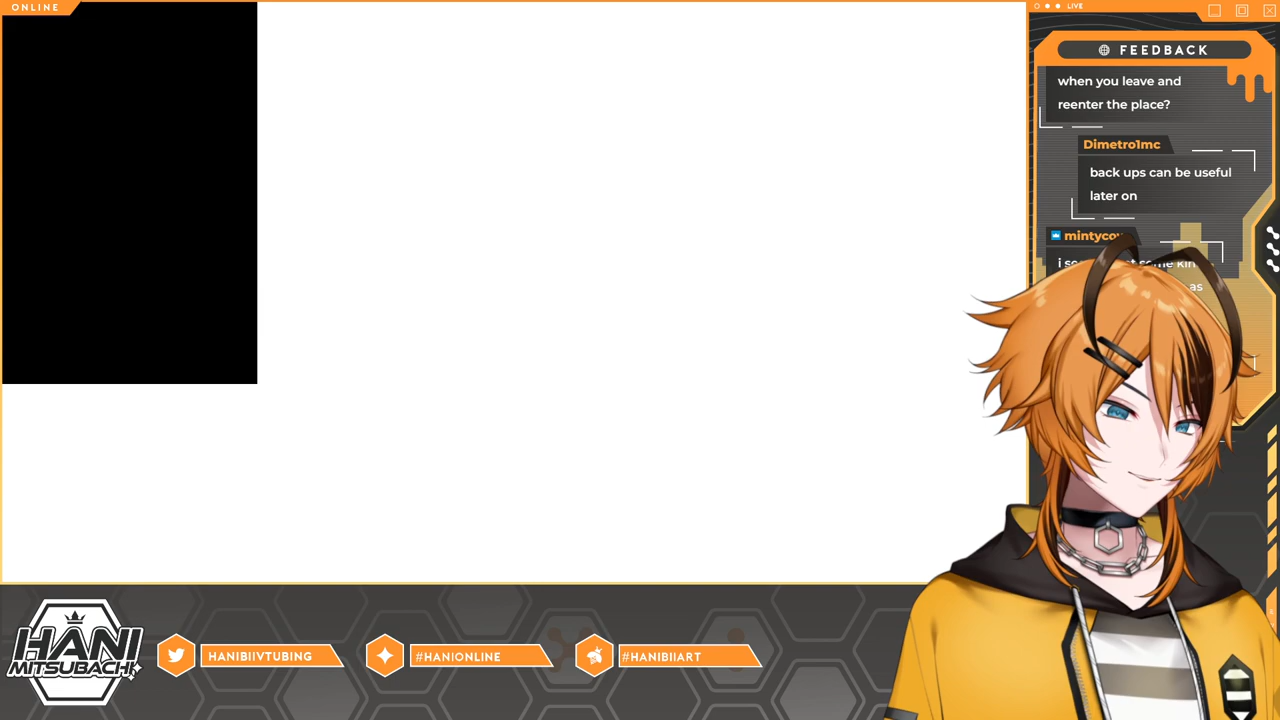 ONLINE
LIVE
FEEDBACK
when you leave and
reenter the place?
Dimetro1mc
back ups can be useful
later on
as
HANI
MITSUBACHI
HANIBIIVTUBING
#HANIONLINE
#HANIBIIART